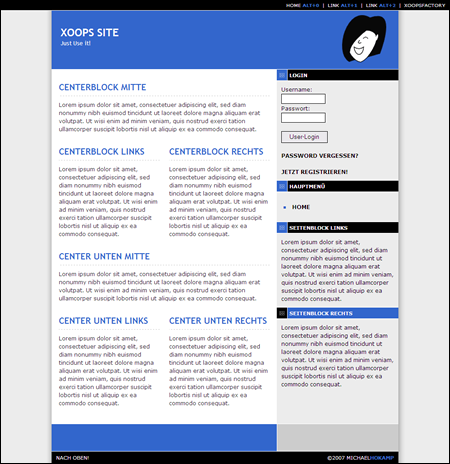 HOME ALT+0 | LINK ALT+1 | LINK ALT+2 | XOOPSFACTORY
XOOPS SITE
Just Use It!
CENTERBLOCK MITTE
Lorem ipsum dolor sit amet, consectetuer adipiscing elit, sed diam
nonummy nibh euismod tincidunt ut laoreet dolore magna aliquam erat
volutpat. Ut wisi enim ad minim veniam, quis nostrud exerci tation
ullamcorper suscipit lobortis nisl ut aliquip ex ea commodo consequat.
CENTERBLOCK LINKS
Lorem ipsum dolor sit amet,
consectetuer adipiscing elit, sed
diam nonummy nibh euismod
tincidunt ut laoreet dolore magna
aliquam erat volutpat. Ut wisi enim
ad minim veniam, quis nostrud
exerci tation ullamcorper suscipit
lobortis nisl ut aliquip ex ea
commodo consequat.
CENTERBLOCK RECHTS
Lorem ipsum dolor sit amet,
consectetuer adipiscing elit, sed
diam nonummy nibh euismod
tincidunt ut laoreet dolore magna
aliquam erat volutpat. Ut wisi enim
ad minim veniam, quis nostrud
exerci tation ullamcorper suscipit
lobortis nisl ut aliquip ex ea
commodo consequat.
CENTER UNTEN MITTE
Lorem ipsum dolor sit amet, consectetuer adipiscing elit, sed diam
nonummy nibh euismod tincidunt ut laoreet dolore magna aliquam erat
volutpat. Ut wisi enim ad minim veniam, quis nostrud exerci tation
ullamcorper suscipit lobortis nisl ut aliquip ex ea commodo consequat.
CENTER UNTEN LINKS
Lorem ipsum dolor sit amet,
consectetuer adipiscing elit, sed
diam nonummy nibh euismod
tincidunt ut laoreet dolore magna
aliquam erat volutpat. Ut wisi enim
ad minim veniam, quis nostrud
exerci tation ullamcorper suscipit
lobortis nisl ut aliquip ex ea
commodo consequat.
CENTER UNTEN RECHTS
Lorem ipsum dolor sit amet,
consectetuer adipiscing elit, sed
diam nonummy nibh euismod
tincidunt ut laoreet dolore magna
aliquam erat volutpat. Ut wisi enim
ad minim veniam, quis nostrud
exerci tation ullamcorper suscipit
lobortis nisl ut aliquip ex ea
commodo consequat.
LOGIN
Username:
Password:
User-Login
PASSWORD VERGESSEN?
JETZT REGISTRIEREN!
HAUPTMENÜ
HOME
SEITENBLOCK LINKS
Lorem ipsum dolor sit amet,
consectetuer adipiscing elit, sed diam
nonummy nibh euismod tincidunt ut
laoreet dolore magna aliquam erat
volutpat. Ut wisi enim ad minim
veniam, quis nostrud exerci tation
ullamcorper suscipit lobortis nisl ut
aliquip ex ea commodo consequat.
SEITENBLOCK RECHTS
Lorem ipsum dolor sit amet,
consectetuer adipiscing elit, sed diam
nonummy nibh euismod tincidunt ut
laoreet dolore magna aliquam erat
volutpat. Ut wisi enim ad minim
veniam, quis nostrud exerci tation
ullamcorper suscipit lobortis nisl ut
aliquip ex ea commodo consequat.
NACH OBEN!
©2007 MICHAELHOKAMP